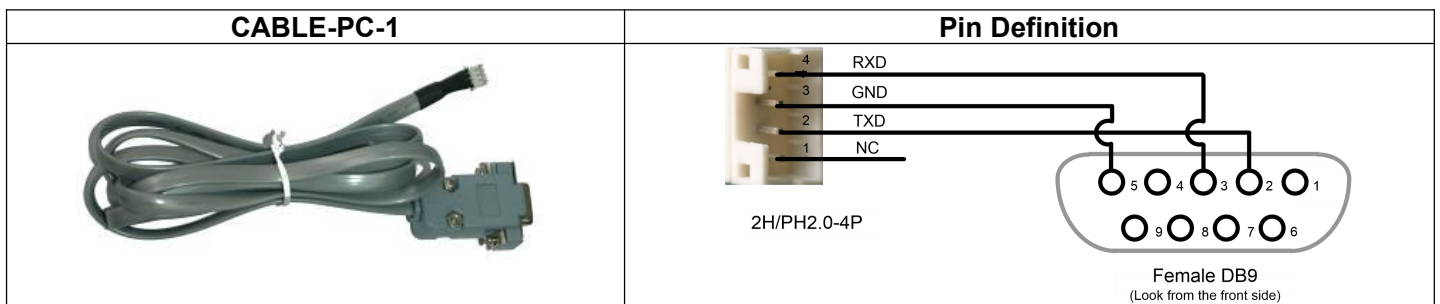 CABLE-PC-1
Pin Definition
4 RXD
3 GND
2 TXD
1 NC
5 4 3 2 1
9 8 7 6
2H/PH2.0-4P
Female DB9
(Look from the front side)